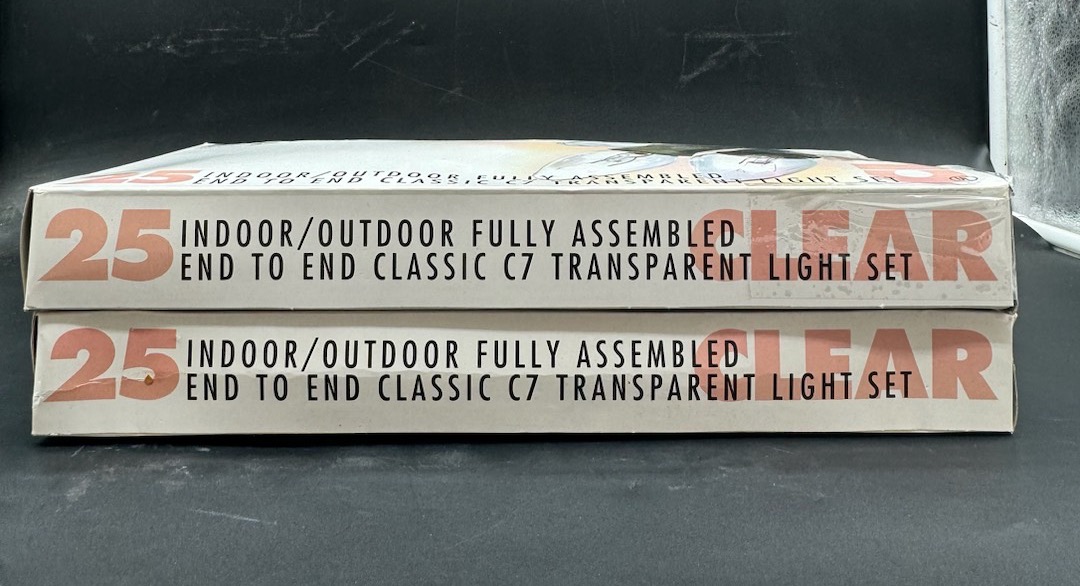 25 INDOOR/OUTDOOR FULLY ASSEMBLED
END TO END CLASSIC C7 TRANSPARENT LIGHT SET
25 INDOOR/OUTDOOR FULLY ASSEMBLED CLEAR
END TO END CLASSIC C7 TRANSPARENT LIGHT SET
25 INDOOR/OUTDOOR FULLY ASSEMBLED CLEAR
END TO END CLASSIC C7 TRANSPARENT LIGHT SET